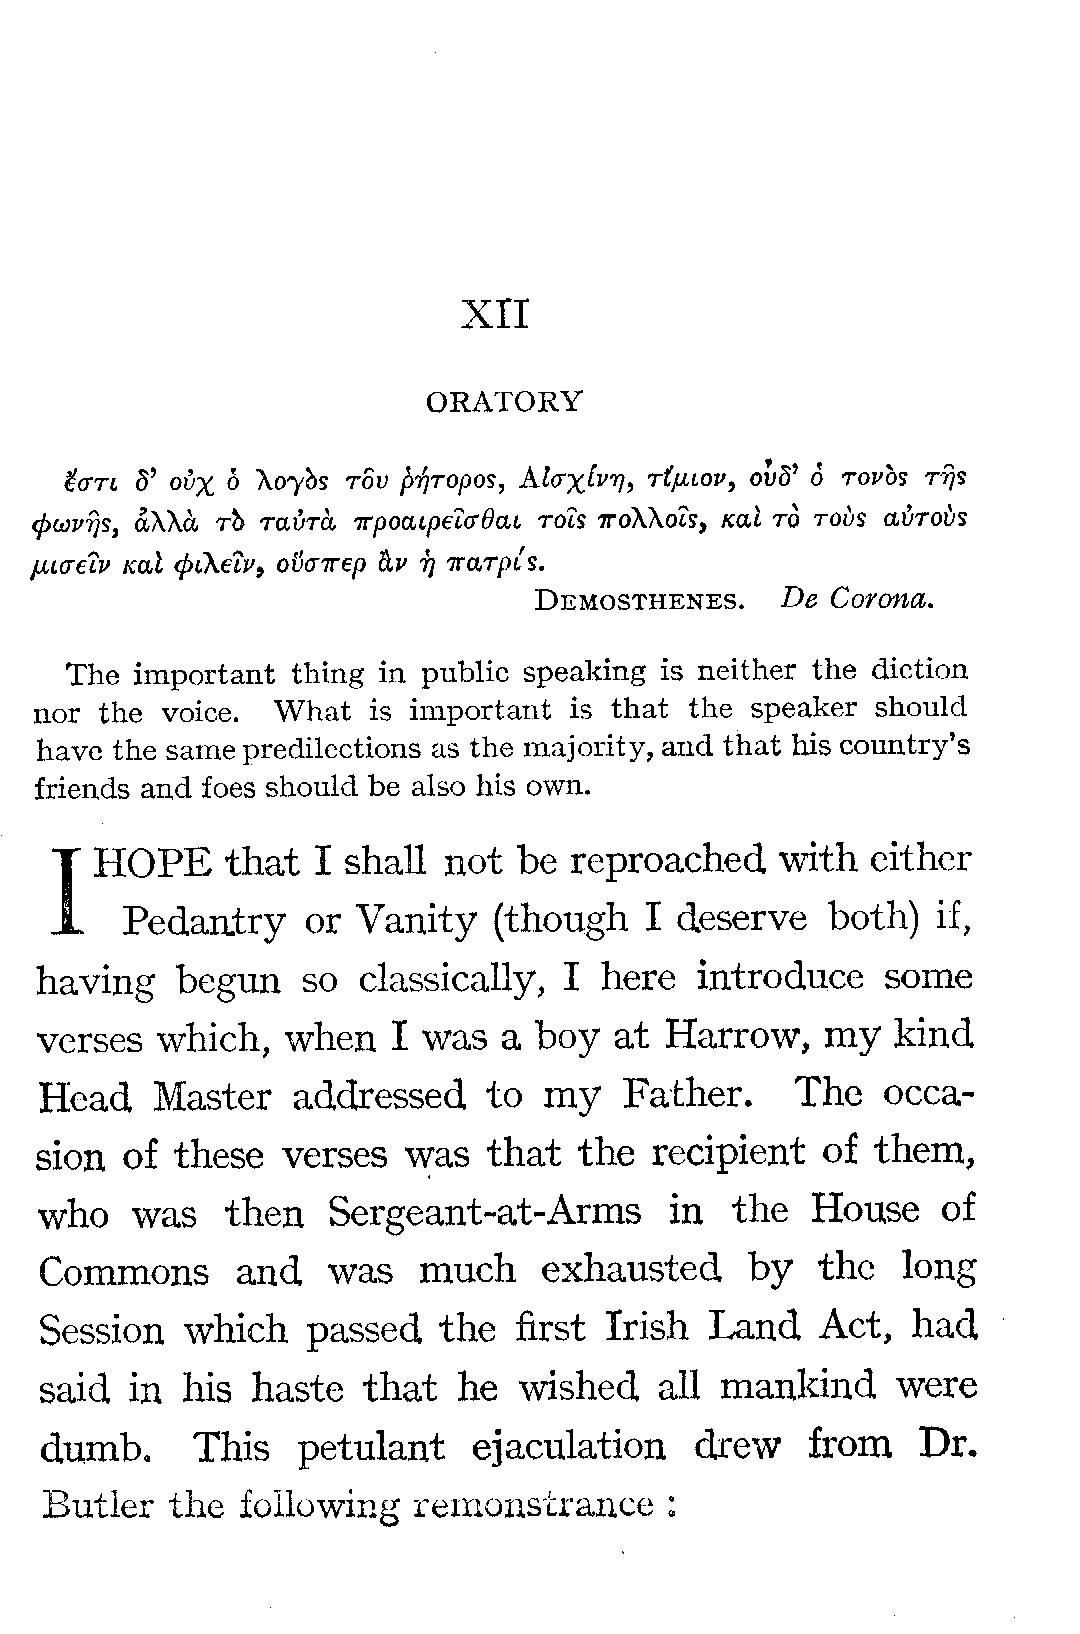 XII
ORATORY
ἔστι δ’ οὐχ ὁ λογὸς τοῦ ῥήτορος, Αἰσχίνη, τίμιον, οὐδ’ ὁ τονὸς τῆς
φωνῆς, ἀλλὰ τὸ ταὐτὰ προαιρεῖσθαι τοῖς πολλοῖς, καὶ τὸ τοὺς αὐτοὺς
μισεῖν καὶ φιλεῖν, οὕσπερ ἂν ἡ πατρίς.
DEMOSTHENES. De Corona.
The important thing in public speaking is neither the diction
nor the voice. What is important is that the speaker should
have the same predilections as the majority, and that his country’s
friends and foes should be also his own.
I HOPE that I shall not be reproached with either
Pedantry or Vanity (though I deserve both) if,
having begun so classically, I here introduce some
verses which, when I was a boy at Harrow, my kind
Head Master addressed to my Father. The occa-
sion of these verses was that the recipient of them,
who was then Sergeant-at-Arms in the House of
Commons and was much exhausted by the long
Session which passed the first Irish Land Act, had
said in his haste that he wished all mankind were
dumb. This petulant ejaculation drew from Dr.
Butler the following remonstrance :